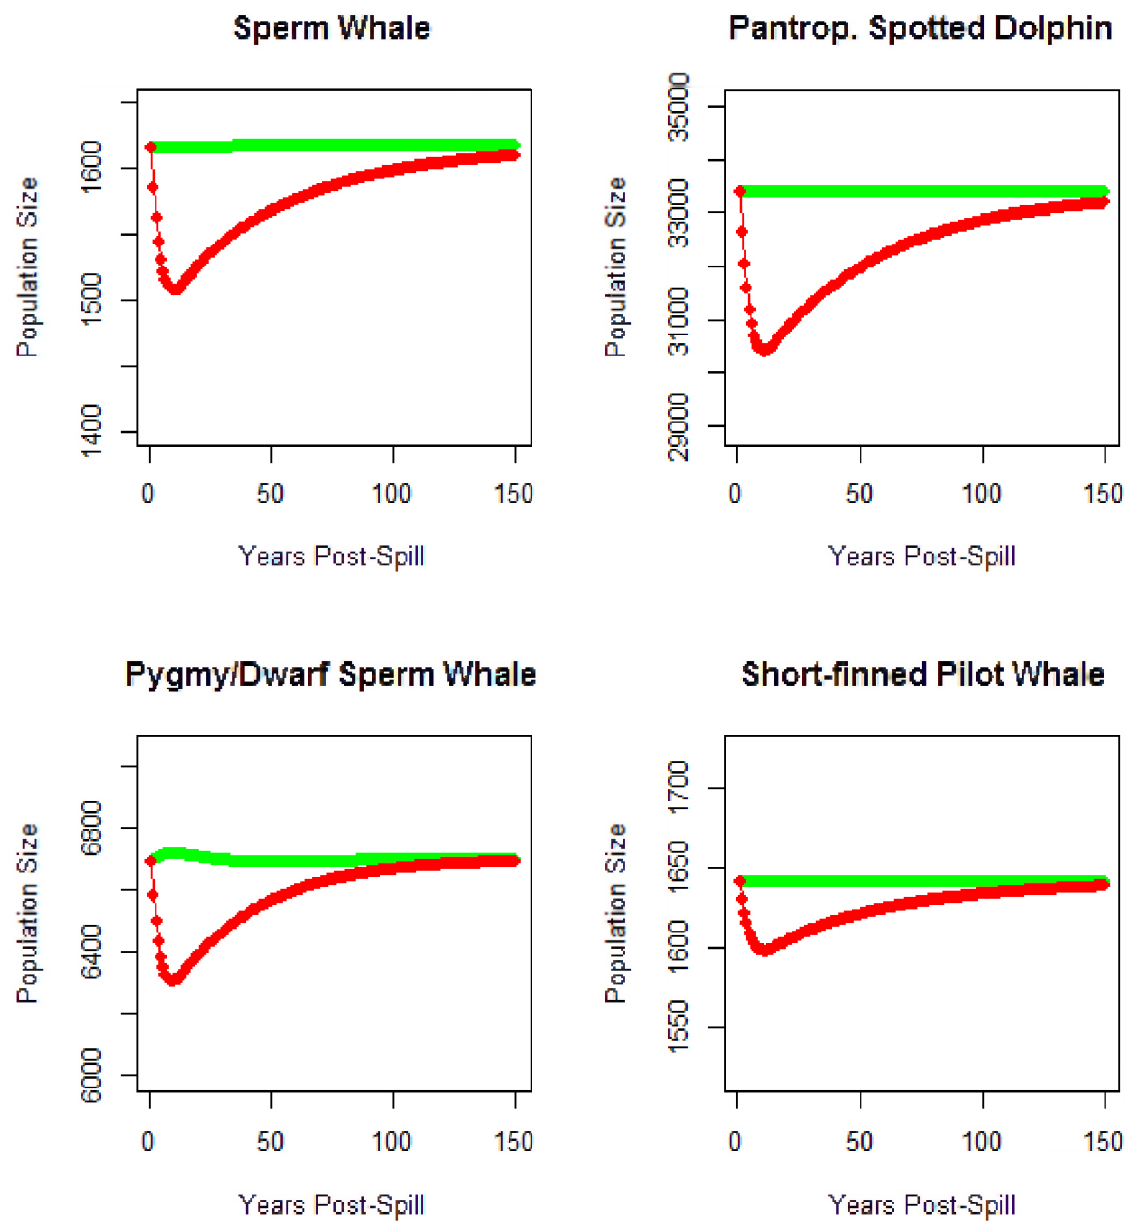 Sperm Whale
Population Size
1400 1500 1600
0 50 100 150
Years Post-Spill
Pantrop. Spotted Dolphin
Population Size
29000 31000 33000 35000
0 50 100 150
Years Post-Spill
Pygmy/Dwarf Sperm Whale
Population Size
6000 6400 6800
0 50 100 150
Years Post-Spill
Short-finned Pilot Whale
Population Size
1550 1600 1650 1700
0 50 100 150
Years Post-Spill